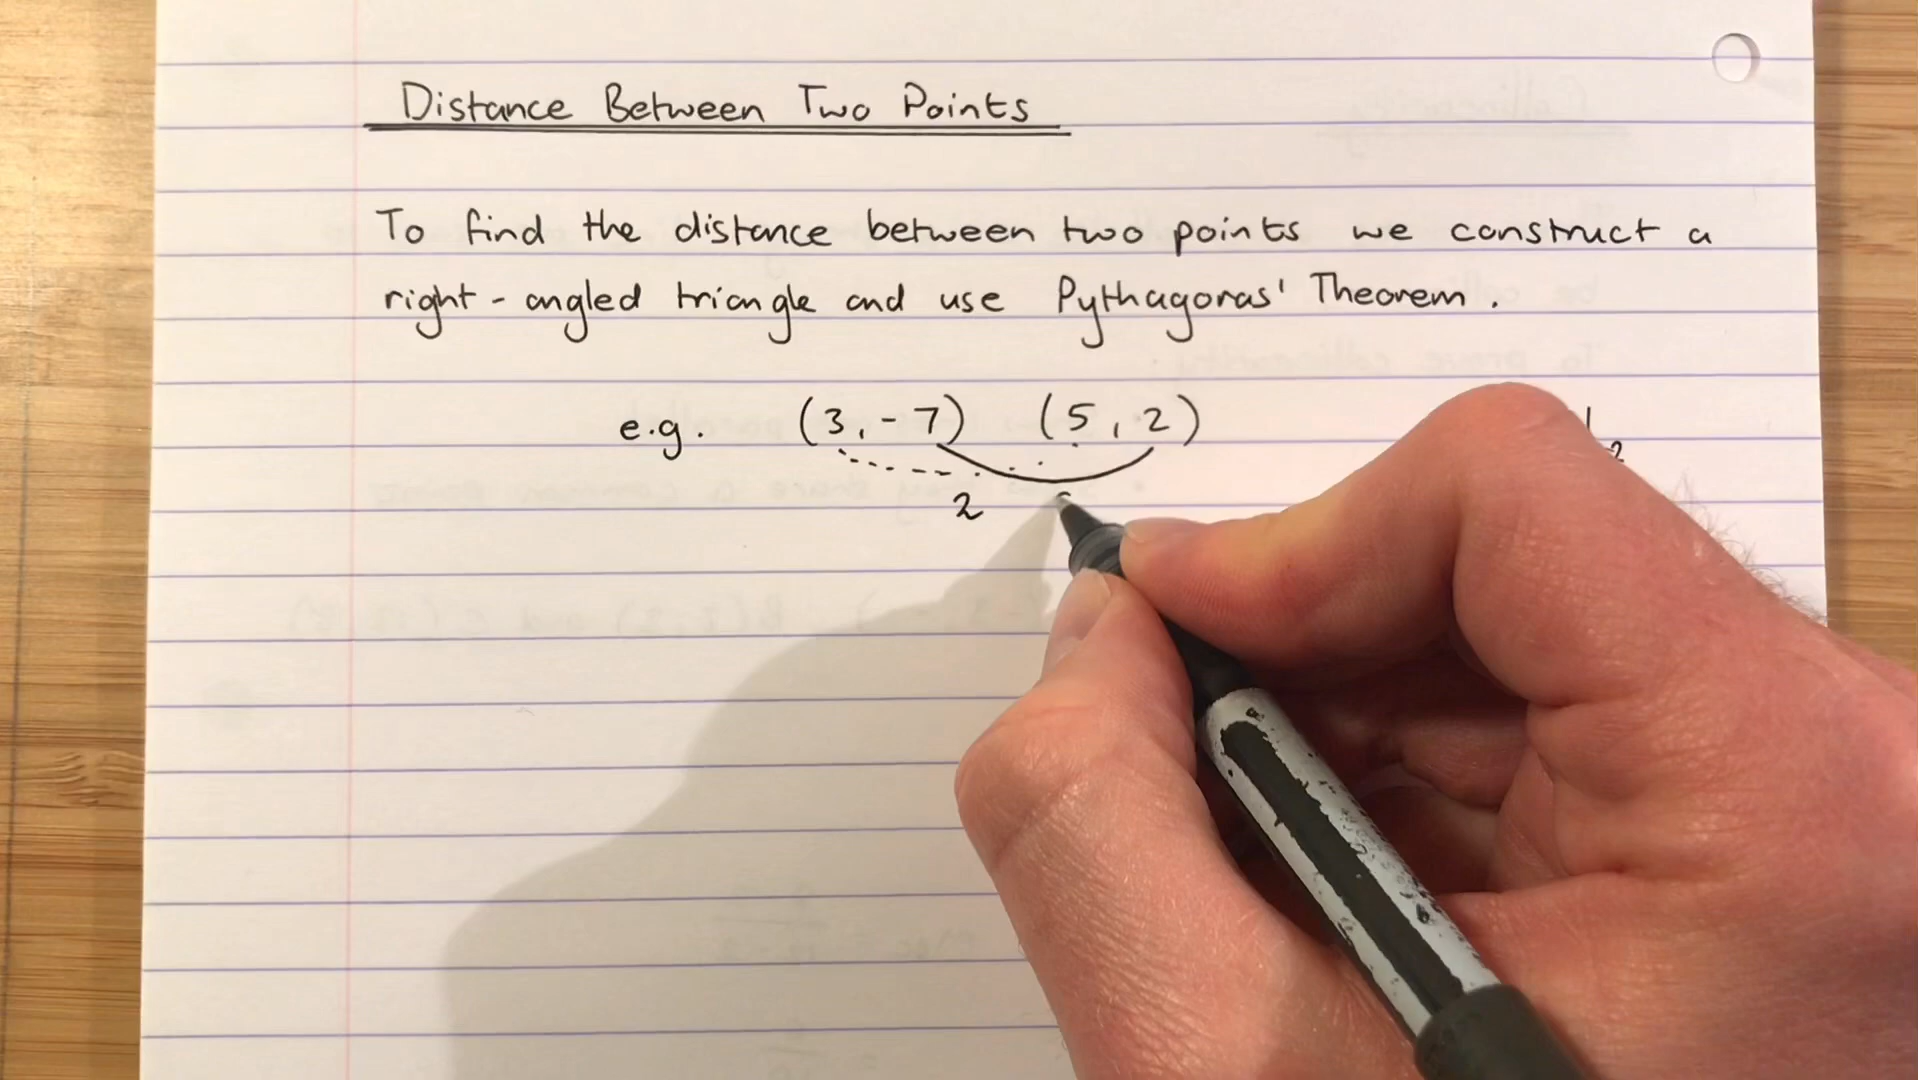 Distance Between Two Points
To find the distance between two points we construct a
right-angled triangle and use Pythagoras' Theorem.
e.g. (3,-7) (5,2)
2